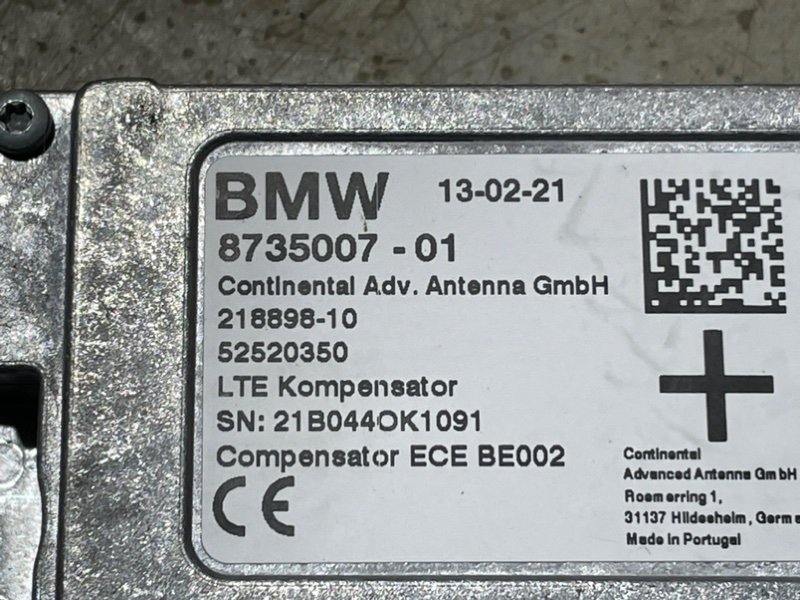 BMW 13-02-21
8735007 - 01
Continental Adv. Antenna GmbH
218898-10
52520350
LTE Kompensator
SN: 21B044OK1091
Compensator ECE BE002
CE
Continental
Advanced Antenna GmbH
Roemerring 1,
31137 Hildesheim, Germ
Made in Portugal